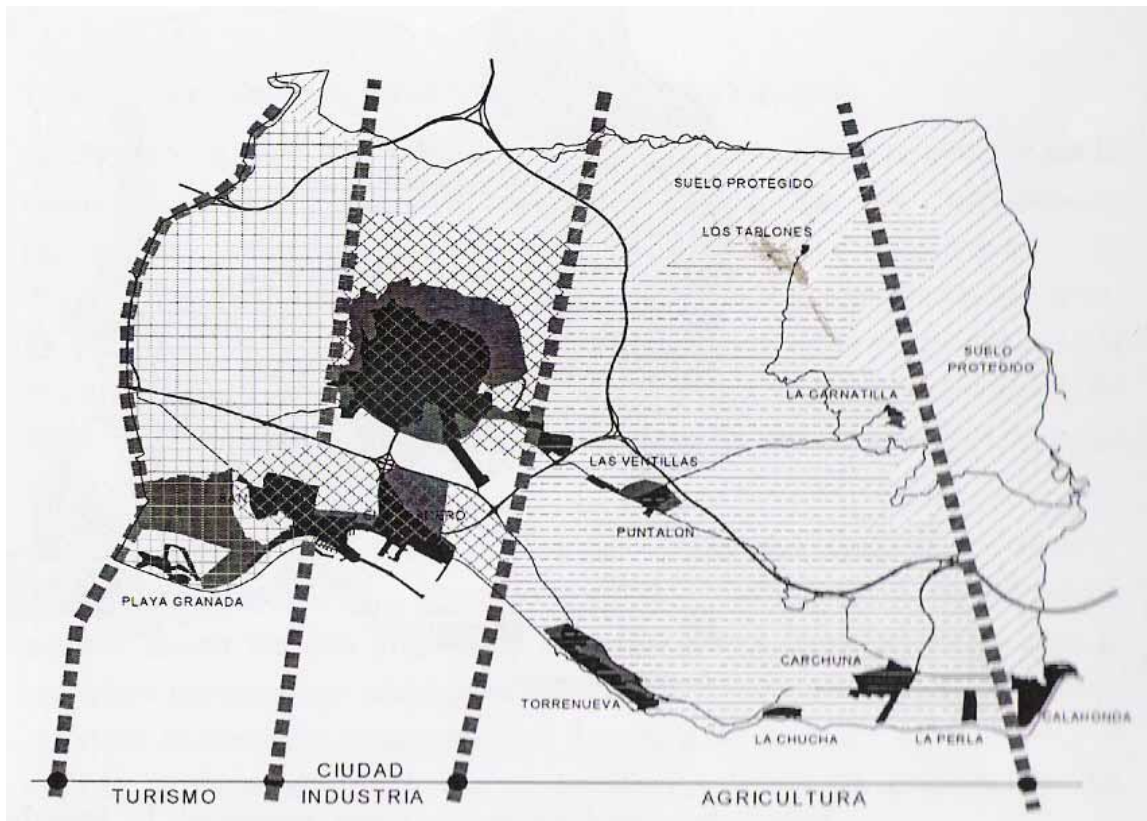 SUELO PROTEGIDO
LOS TABLONES
SUELO
PROTEGIDO
LA GARNATILLA
LAS VENTILLAS
PUNTALON
PLAYA GRANADA
CARCHUNA
TORRENUEVA
CALAHONDA
LA CHUCHA
LA PERLA
CIUDAD
TURISMO
INDUSTRIA
AGRICULTURA